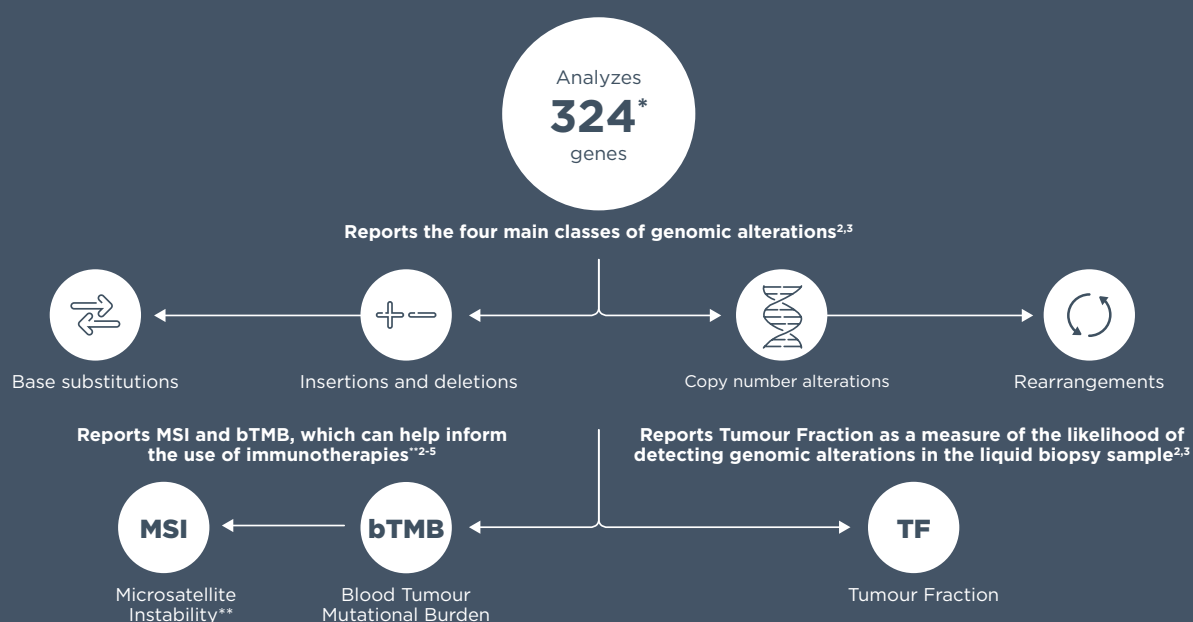 Analyzes
324*
genes
Reports the four main classes of genomic alterations2,3
Base substitutions
Insertions and deletions
Copy number alterations
Rearrangements
Reports MSI and bTMB, which can help inform
the use of immunotherapies**2-5
Reports Tumour Fraction as a measure of the likelihood of
detecting genomic alterations in the liquid biopsy sample2,3
MSI
bTMB
TF
Microsatellite
Instability**
Blood Tumour
Mutational Burden
Tumour Fraction